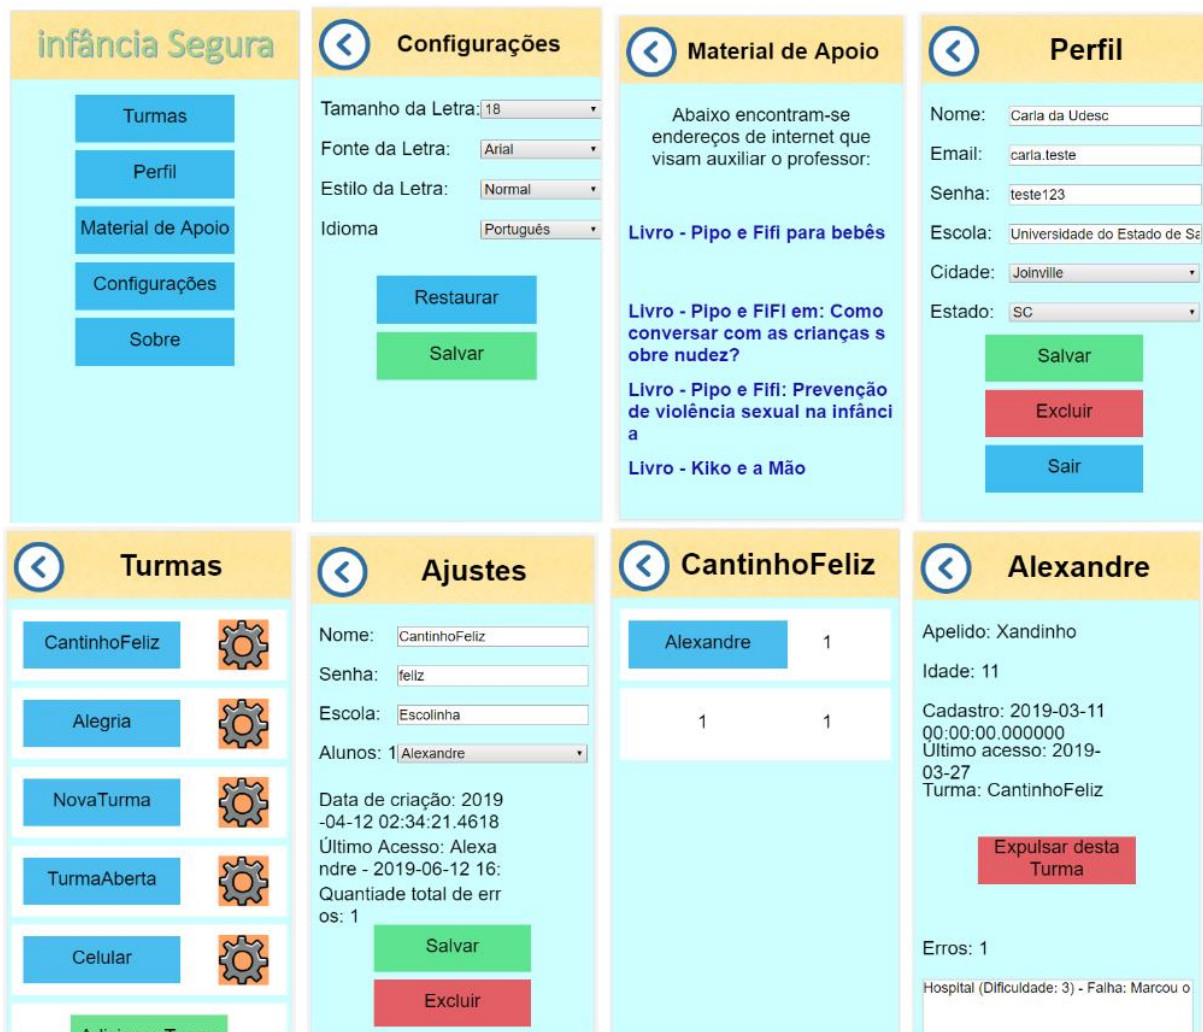 infância Segura
Turmas
Perfil
Material de Apoio
Configurações
Sobre
Configurações
Tamanho da Letra: 18
Fonte da Letra: Arial
Estilo da Letra: Normal
Idioma Português
Restaurar
Salvar
Material de Apoio
Abaixo encontram-se
endereços de internet que
visam auxiliar o professor:
Livro - Pipo e Fifi para bebês
Livro - Pipo e FiFI em: Como
conversar com as crianças s
obre nudez?
Livro - Pipo e Fifi: Prevenção
de violência sexual na infânci
a
Livro - Kiko e a Mão
Perfil
Nome: Carla da Udesc
Email: carla.teste
Senha: teste123
Escola: Universidade do Estado de Sa
Cidade: Joinville
Estado: SC
Salvar
Excluir
Sair
Turmas
CantinhoFeliz
Alegria
NovaTurma
TurmaAberta
Celular
Ajustes
Nome: CantinhoFeliz
Senha: feliz
Escola: Escolinha
Alunos: 1 Alexandre
Data de criação: 2019
-04-12 02:34:21.4618
Último Acesso: Alexa
ndre - 2019-06-12 16:
Quantiade total de err
os: 1
Salvar
Excluir
CantinhoFeliz
Alexandre 1
1 1
Alexandre
Apelido: Xandinho
Idade: 11
Cadastro: 2019-03-11
00:00:00.000000
Último acesso: 2019-
03-27
Turma: CantinhoFeliz
Expulsar desta
Turma
Erros: 1
Hospital (Dificuldade: 3) - Falha: Marcou o